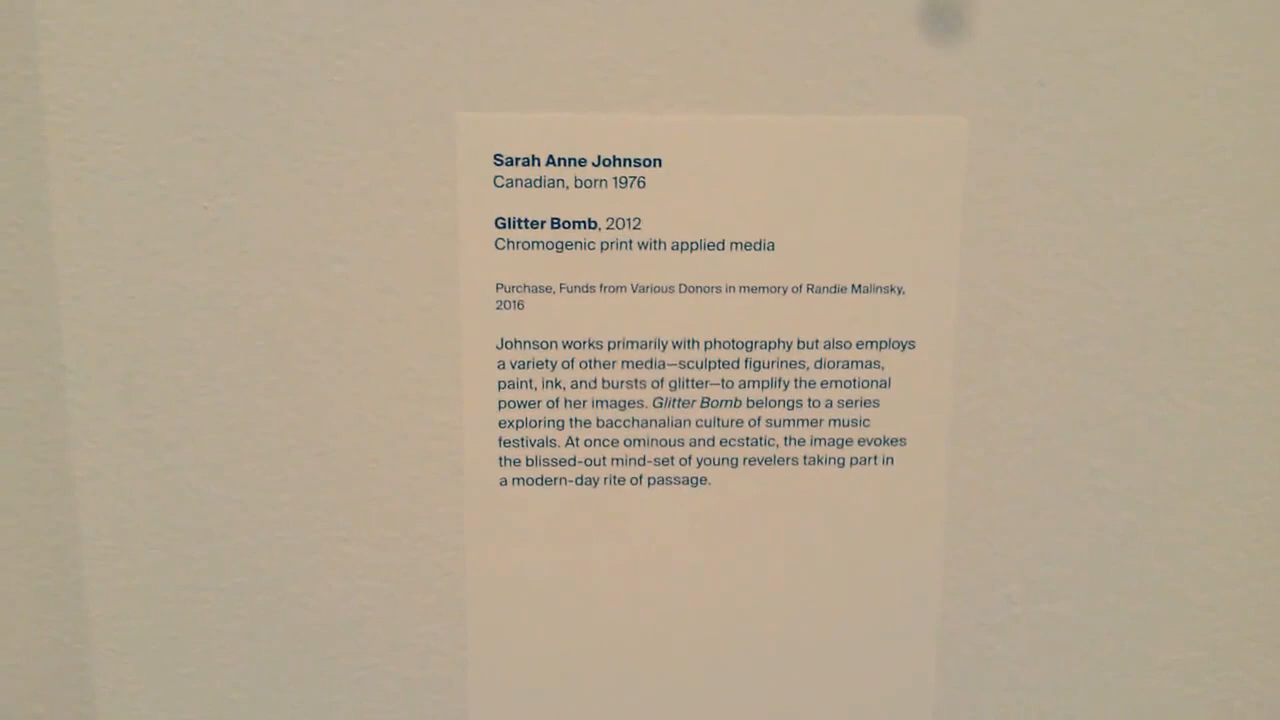 Sarah Anne Johnson
Canadian, born 1976
Glitter Bomb, 2012
Chromogenic print with applied media
Purchase, Funds from Various Donors in memory of Randie Malinsky,
2016
Johnson works primarily with photography but also employs
a variety of other media—sculpted figurines, dioramas,
paint, ink, and bursts of glitter—to amplify the emotional
power of her images. Glitter Bomb belongs to a series
exploring the bacchanalian culture of summer music
festivals. At once ominous and ecstatic, the image evokes
the blissed-out mind-set of young revelers taking part in
a modern-day rite of passage.